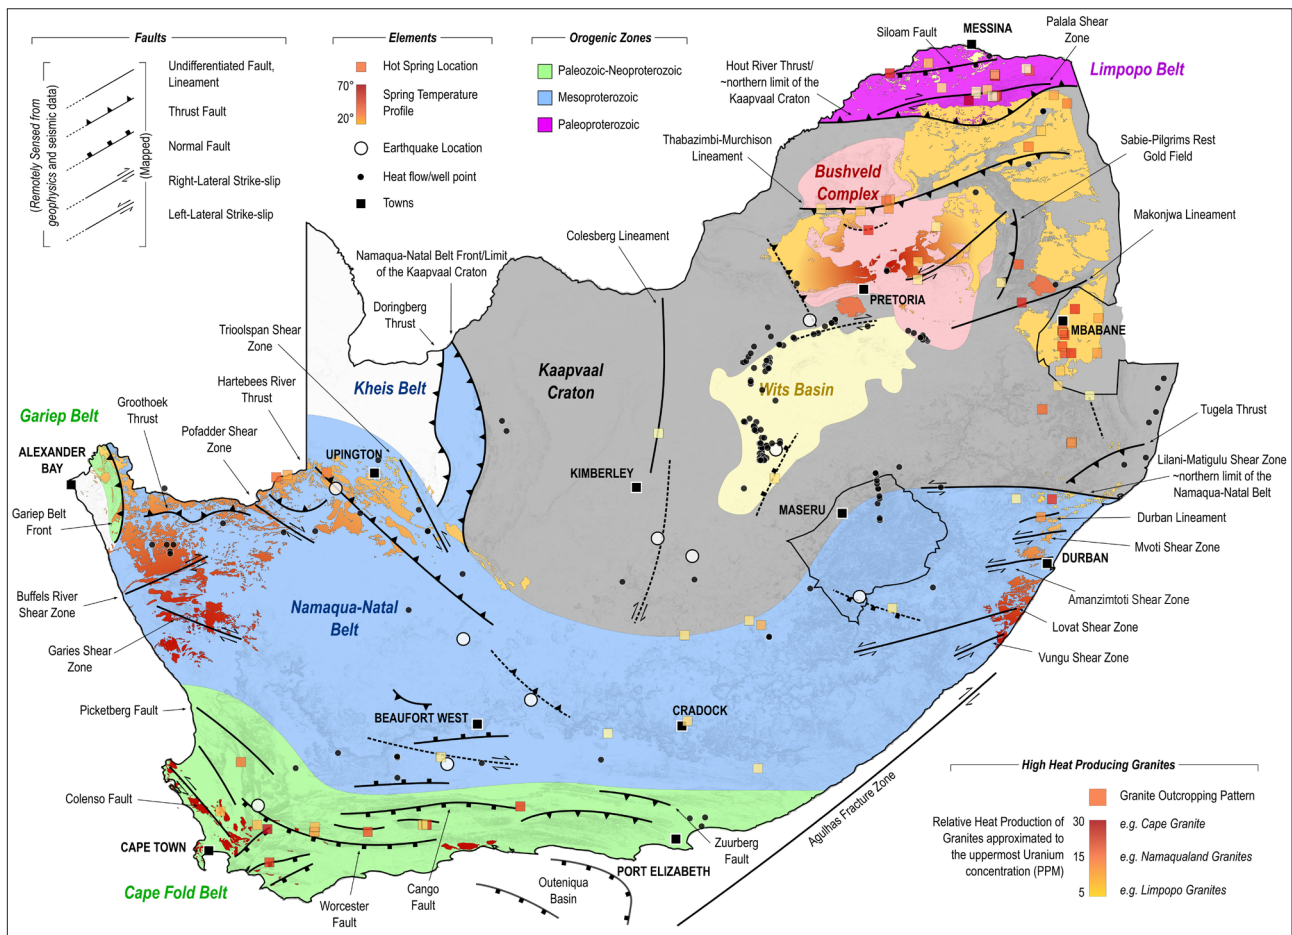 Faults
Undifferentiated Fault,
Lineament
Thrust Fault
Normal Fault
Right-Lateral Strike-slip
Left-Lateral Strike-slip
(Remotely Sensed from
geophysics and seismic data)
(Mapped)
Elements
Hot Spring Location
70°
20°
Spring Temperature
Profile
Earthquake Location
Heat flow/well point
Towns
Orogenic Zones
Paleozoic-Neoproterozoic
Mesoproterozoic
Paleoproterozoic
Siloam Fault
MESSINA
Palala Shear
Zone
Limpopo Belt
Hout River Thrust/
~northern limit of the
Kaapvaal Craton
Thabazimbi-Murchison
Lineament
Bushveld
Complex
Sabie-Pilgrims Rest
Gold Field
Makonjwa Lineament
Colesberg Lineament
Namaqua-Natal Belt Front/Limit
of the Kaapvaal Craton
Doringberg
Thrust
Trioolspan Shear
Zone
Hartebees River
Thrust
PRETORIA
MBABANE
Kheis Belt
Kaapvaal
Craton
Wits Basin
Gariep Belt
Groothoek
Thrust
Pofadder Shear
Zone
ALEXANDER
BAY
UPINGTON
KIMBERLEY
MASERU
Tugela Thrust
Lilani-Matigulu Shear Zone
~northern limit of the
Namaqua-Natal Belt
Gariep Belt
Front
Durban Lineament
Mvoti Shear Zone
DURBAN
Amanzimtoti Shear Zone
Lovat Shear Zone
Vungu Shear Zone
Buffels River
Shear Zone
Garies Shear
Zone
Namaqua-Natal
Belt
Picketberg Fault
BEAUFORT WEST
CRADOCK
Agulhas Fracture Zone
Colenso Fault
CAPE TOWN
Cape Fold Belt
Worcester
Fault
Cango
Fault
Outeniqua
Basin
PORT ELIZABETH
Zuurberg
Fault
High Heat Producing Granites
Granite Outcropping Pattern
Relative Heat Production of
Granites approximated to
the uppermost Uranium
concentration (PPM)
30
15
5
e.g. Cape Granite
e.g. Namaqualand Granites
e.g. Limpopo Granites